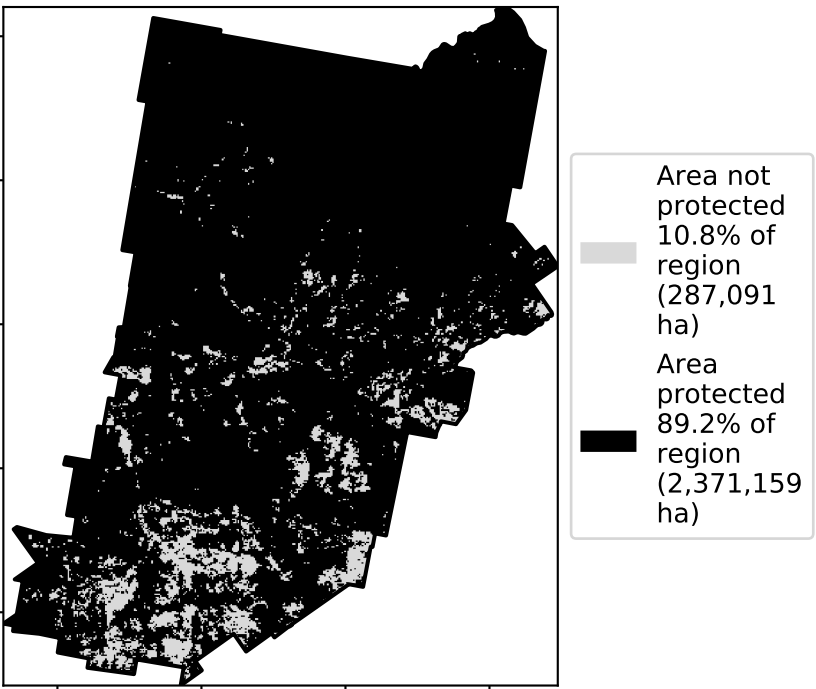 Area not
protected
10.8% of
region
(287,091
ha)
Area
protected
89.2% of
region
(2,371,159
ha)